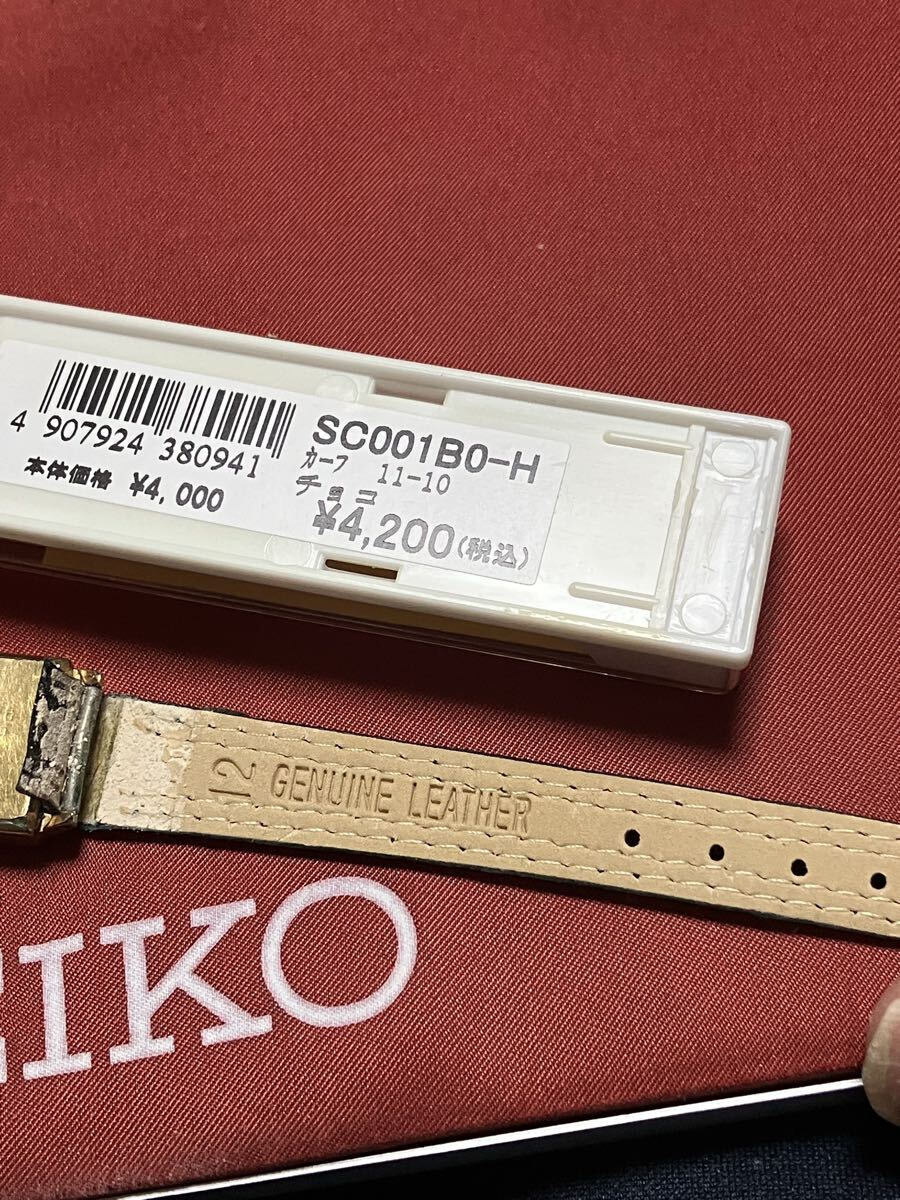 4 907924 380941
本体価格 ¥4,000
SC001B0-H
カーフ 11-10
チョコ
¥4,200(税込)
12 GENUINE LEATHER
EIKO